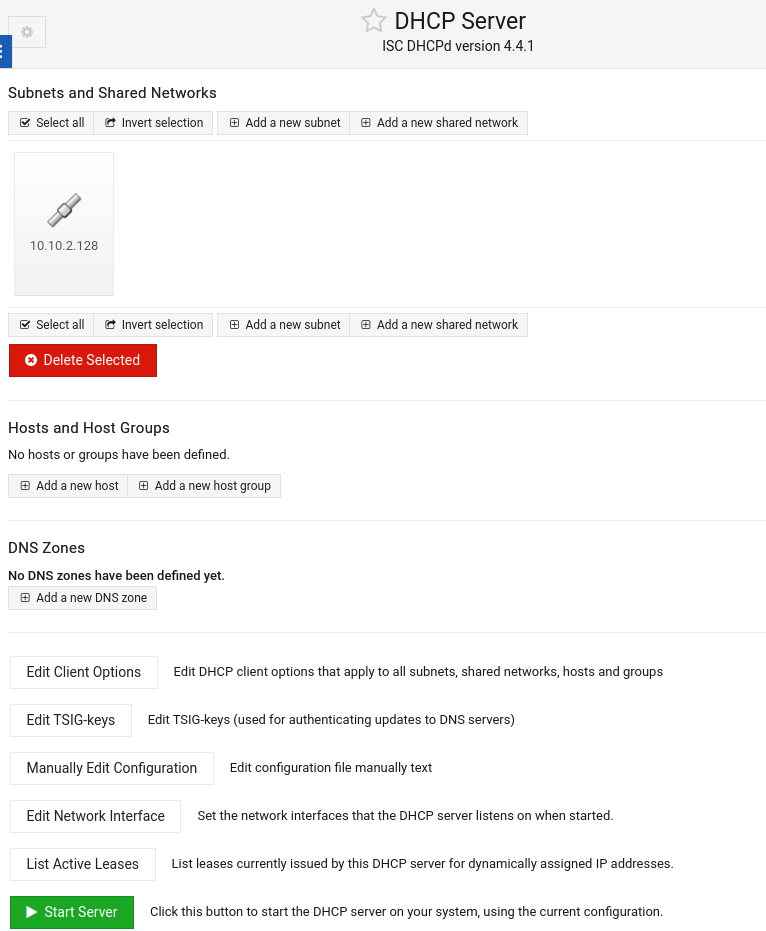 DHCP Server
ISC DHCPd version 4.4.1
Subnets and Shared Networks
Select all Invert selection Add a new subnet Add a new shared network
10.10.2.128
Select all Invert selection Add a new subnet Add a new shared network
Delete Selected
Hosts and Host Groups
No hosts or groups have been defined.
Add a new host Add a new host group
DNS Zones
No DNS zones have been defined yet.
Add a new DNS zone
Edit Client Options Edit DHCP client options that apply to all subnets, shared networks, hosts and groups
Edit TSIG-keys Edit TSIG-keys (used for authenticating updates to DNS servers)
Manually Edit Configuration Edit configuration file manually text
Edit Network Interface Set the network interfaces that the DHCP server listens on when started.
List Active Leases List leases currently issued by this DHCP server for dynamically assigned IP addresses.
Start Server Click this button to start the DHCP server on your system, using the current configuration.